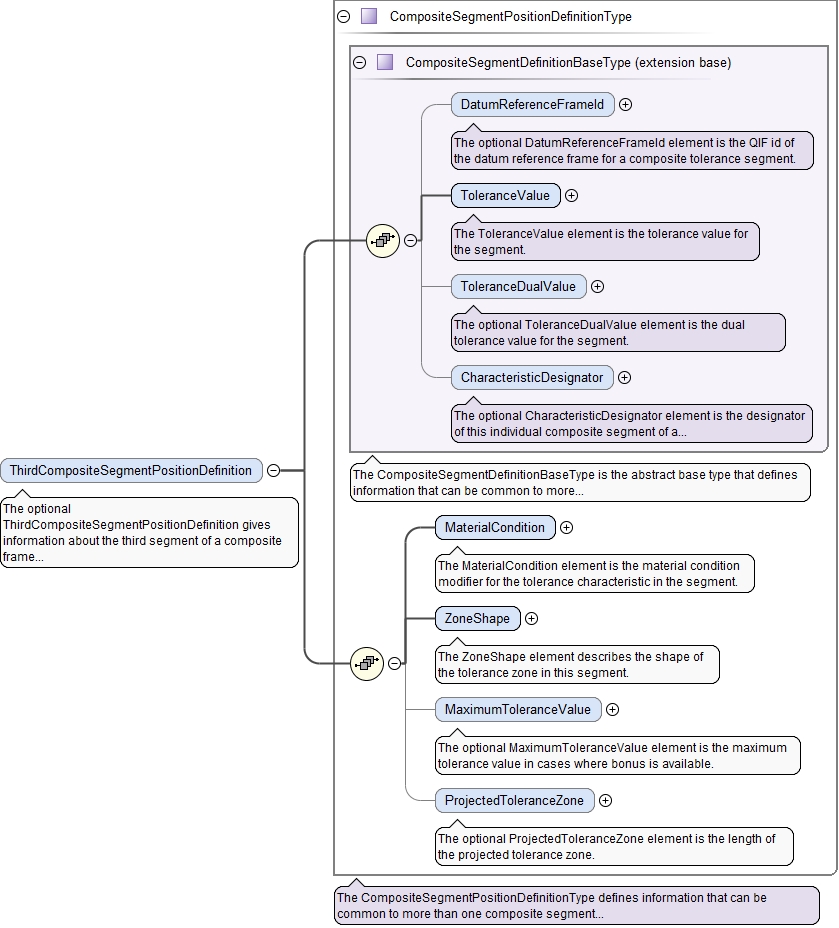 CompositeSegmentPositionDefinitionType
CompositeSegmentDefinitionBaseType (extension base)
DatumReferenceFrameId
The optional DatumReferenceFrameId element is the QIF id of
the datum reference frame for a composite tolerance segment.
ToleranceValue
The ToleranceValue element is the tolerance value for
the segment.
ToleranceDualValue
The optional ToleranceDualValue element is the dual
tolerance value for the segment.
CharacteristicDesignator
The optional CharacteristicDesignator element is the designator
of this individual composite segment of a...
ThirdCompositeSegmentPositionDefinition
The optional
ThirdCompositeSegmentPositionDefinition gives
information about the third segment of a composite
frame...
The CompositeSegmentDefinitionBaseType is the abstract base type that defines
information that can be common to more...
MaterialCondition
The MaterialCondition element is the material condition
modifier for the tolerance characteristic in the segment.
ZoneShape
The ZoneShape element describes the shape of
the tolerance zone in this segment.
MaximumToleranceValue
The optional MaximumToleranceValue element is the maximum
tolerance value in cases where bonus is available.
ProjectedToleranceZone
The optional ProjectedToleranceZone element is the length of
the projected tolerance zone.
The CompositeSegmentPositionDefinitionType defines information that can be
common to more than one composite segment...